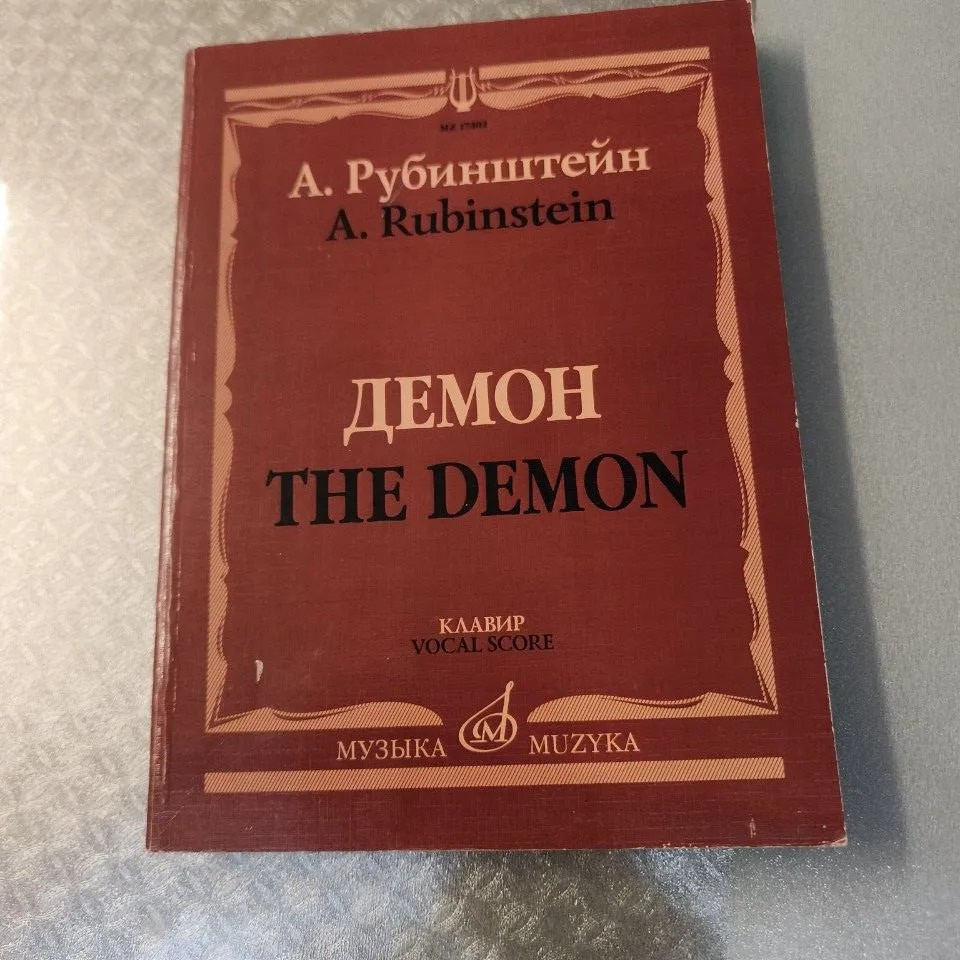 А. Рубинштейн
A. Rubinstein
ДЕМОН
THE DEMON
КЛАВИР
VOCAL SCORE
МУЗЫКА М MUZYKA